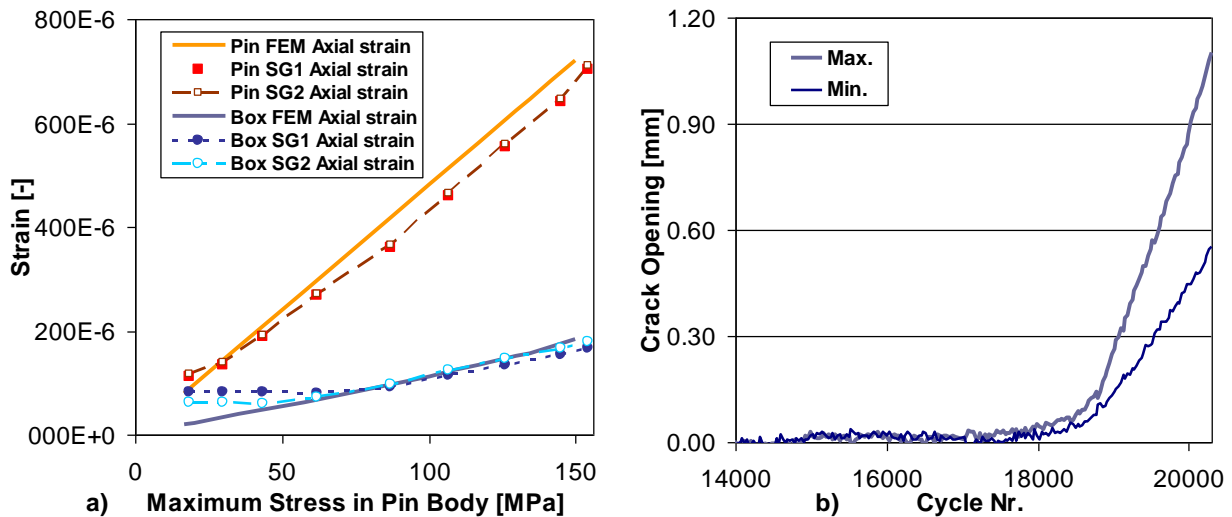 800E-6
600E-6
400E-6
200E-6
000E+0
Strain [-]
Pin FEM Axial strain
Pin SG1 Axial strain
Pin SG2 Axial strain
Box FEM Axial strain
Box SG1 Axial strain
Box SG2 Axial strain
0
50
100
150
a)
Maximum Stress in Pin Body [MPa]
1.20
0.90
0.60
0.30
0.00
Crack Opening [mm]
Max.
Min.
14000
16000
18000
20000
b)
Cycle Nr.